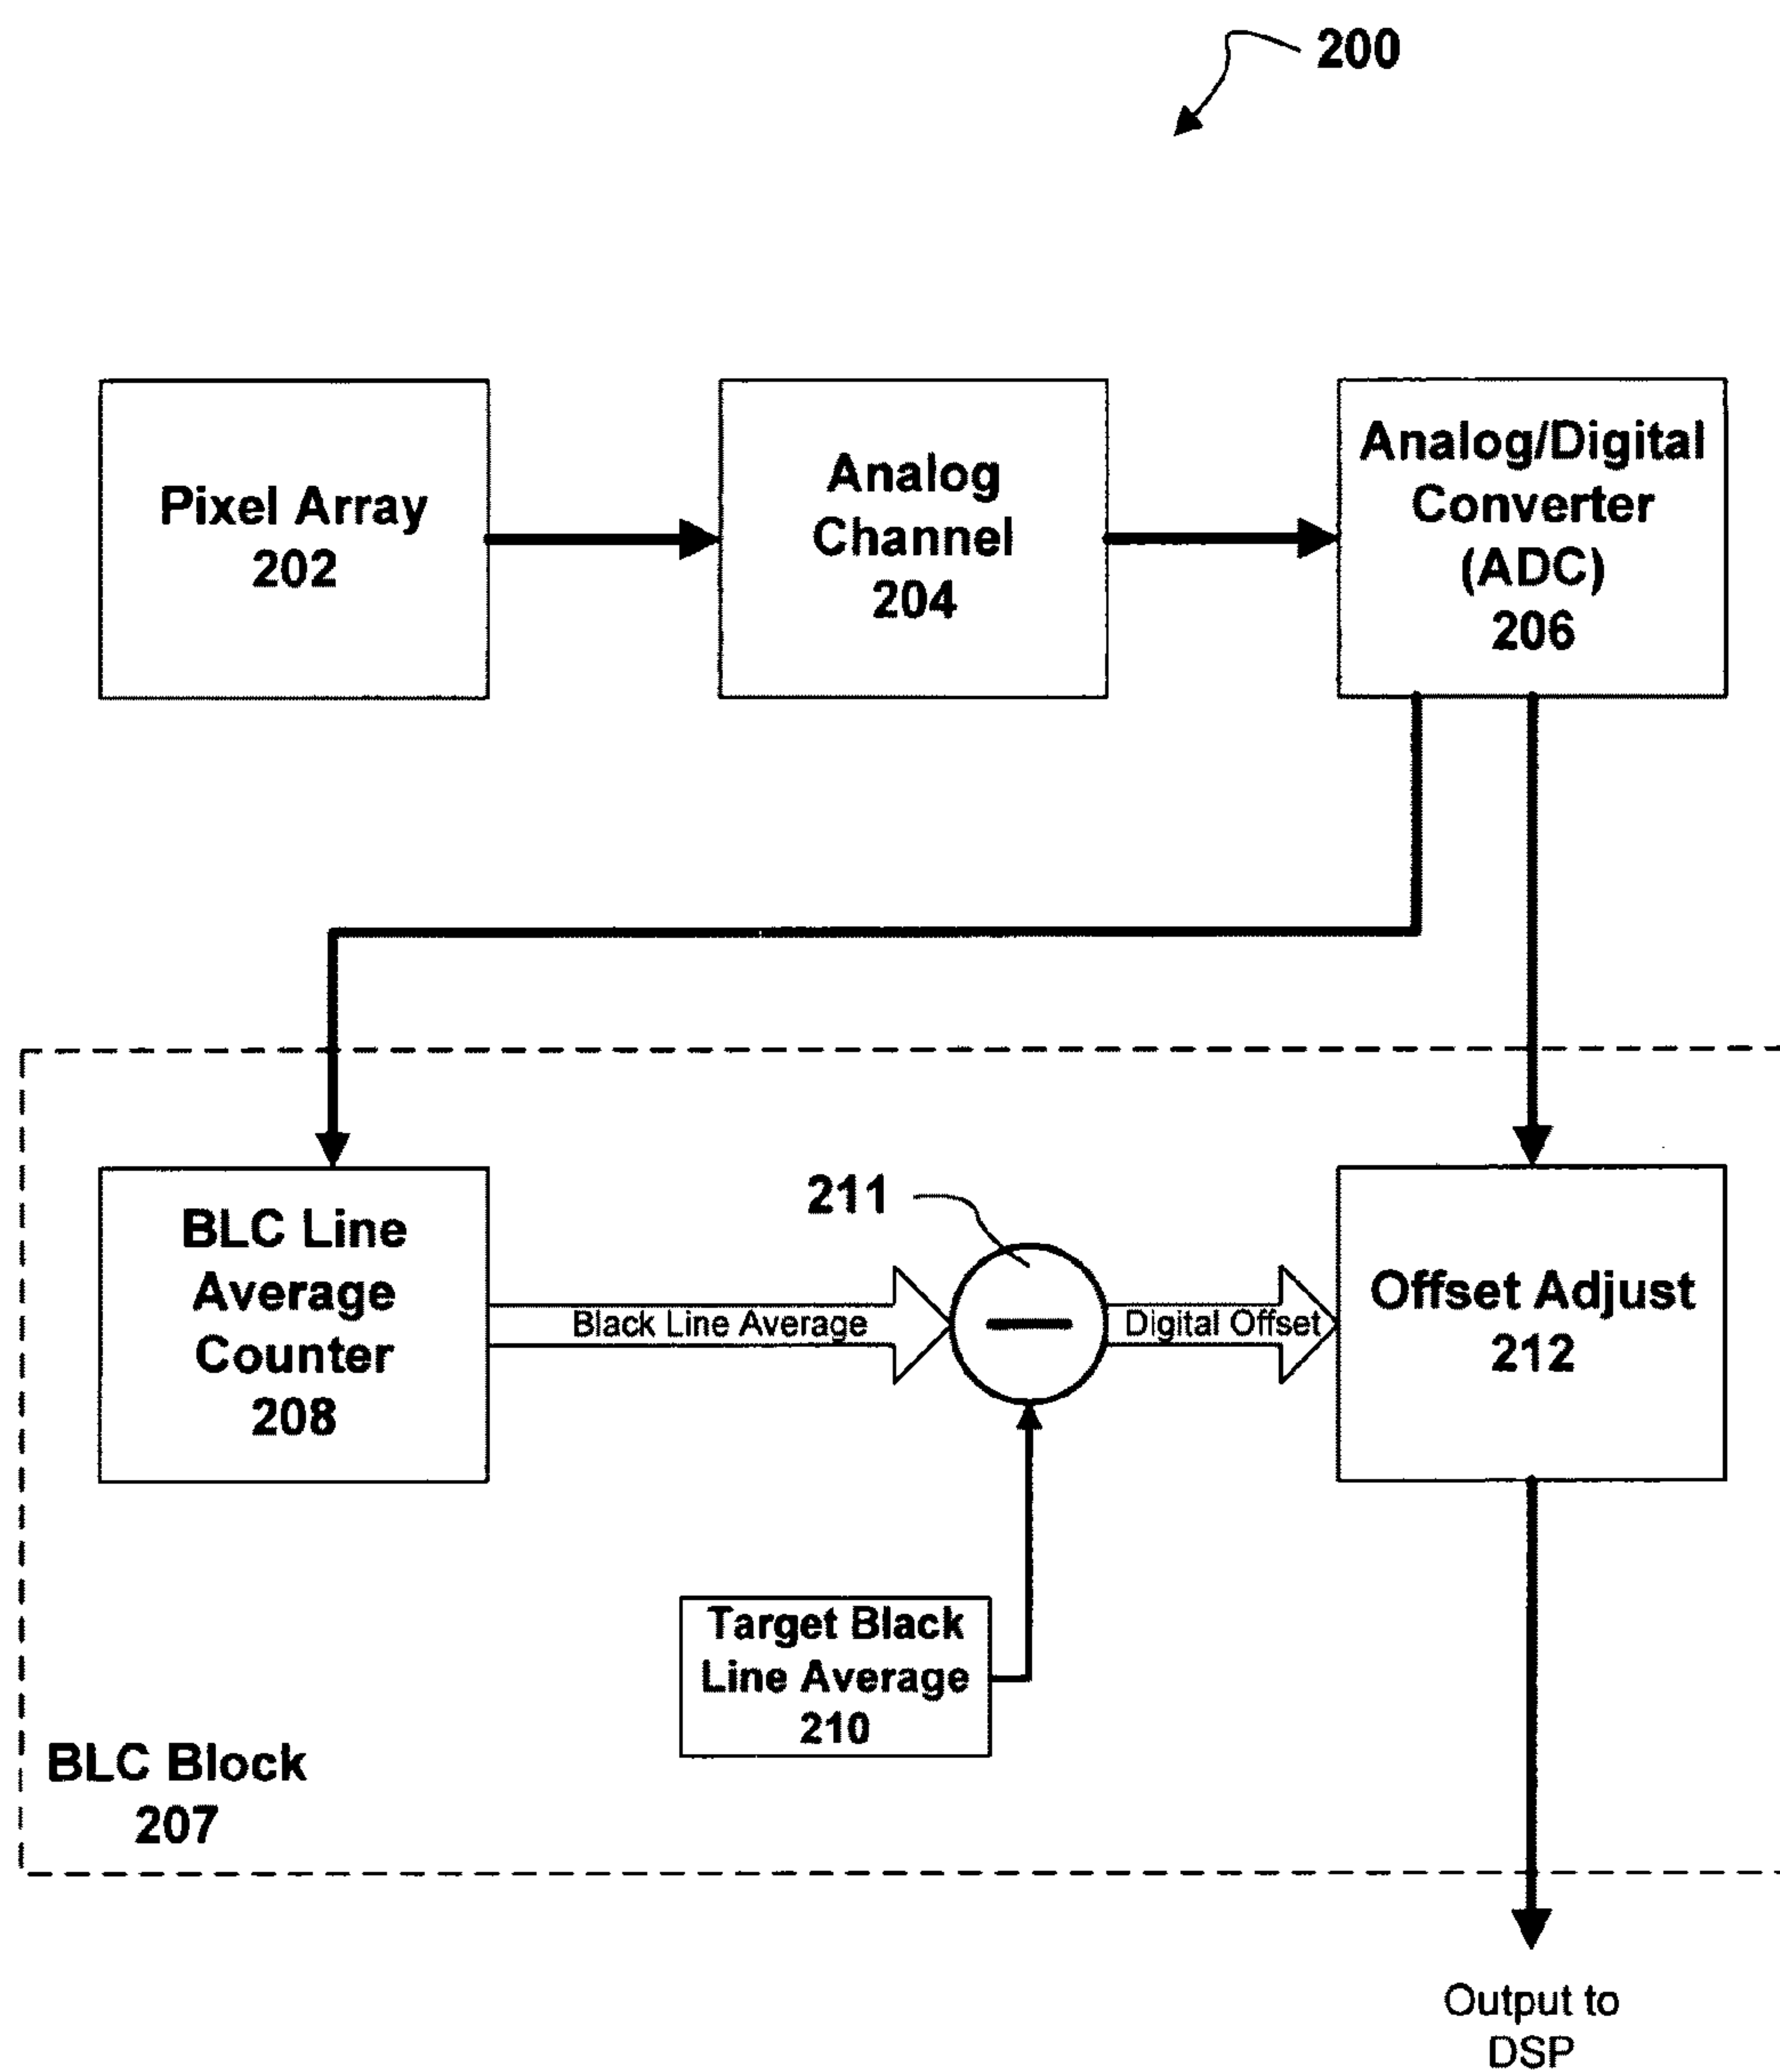 200
Pixel Array
202
Analog
Channel
204
Analog/Digital
Converter
(ADC)
206
BLC Line
Average
Counter
208
Black Line Average
211
Digital Offset
Offset Adjust
212
Target Black
Line Average
210
BLC Block
207
Output to
DSP